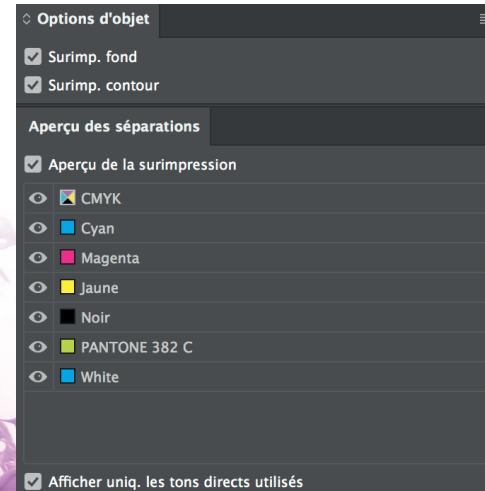 Options d'objet
Surimp. fond
Surimp. contour
Aperçu des séparations
Aperçu de la surimpression
CMYK
Cyan
Magenta
Jaune
Noir
PANTONE 382 C
White
Afficher uniq. les tons directs utilisés